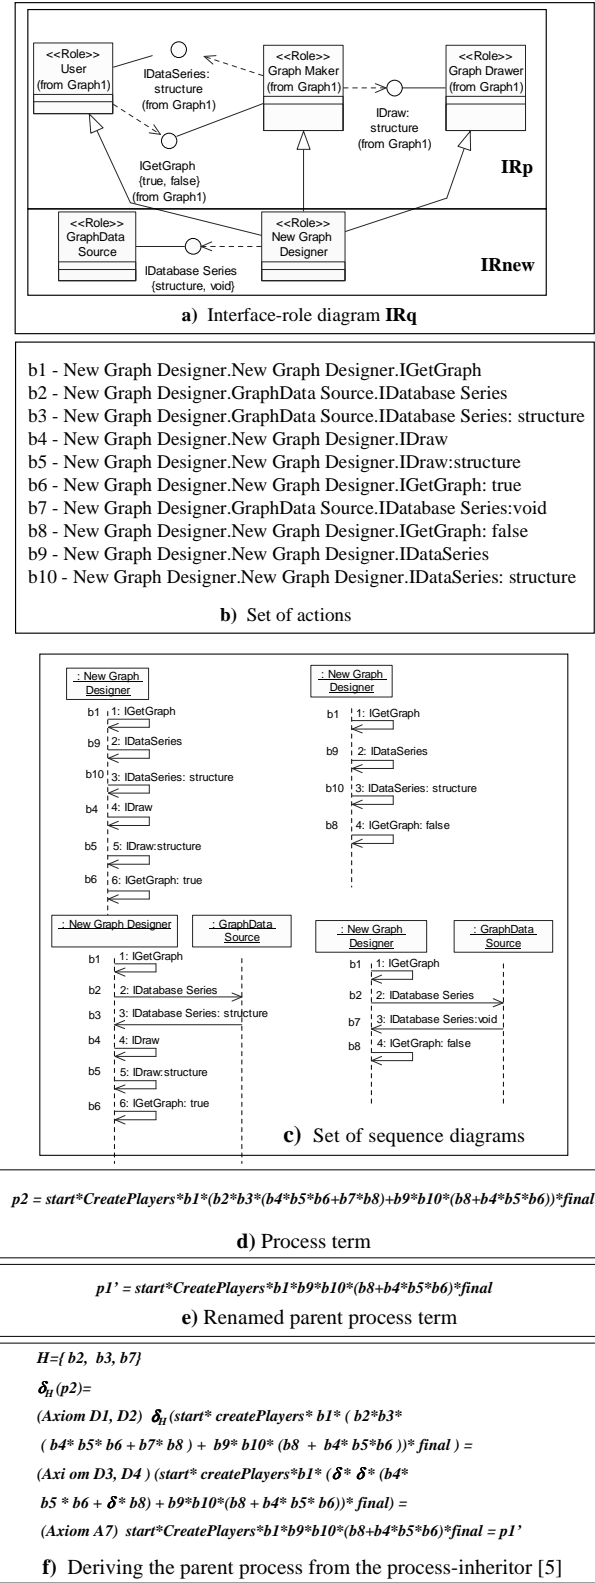 <<Role>>
User
(from Graph1)
IDataSeries:
structure
(from Graph1)
<<Role>>
Graph Maker
(from Graph1)
<<Role>>
Graph Drawer
(from Graph1)
IDraw:
structure
(from Graph1)
IGetGraph
{true, false}
(from Graph1)
IRp
<<Role>>
GraphData
Source
<<Role>>
New Graph
Designer
IDatabase Series
{structure, void}
IRnew
a) Interface-role diagram IRq
b1 - New Graph Designer.New Graph Designer.IGetGraph
b2 - New Graph Designer.GraphData Source.IDatabase Series
b3 - New Graph Designer.GraphData Source.IDatabase Series: structure
b4 - New Graph Designer.New Graph Designer.IDraw
b5 - New Graph Designer.New Graph Designer.IDraw:structure
b6 - New Graph Designer.New Graph Designer.IGetGraph: true
b7 - New Graph Designer.GraphData Source.IDatabase Series:void
b8 - New Graph Designer.New Graph Designer.IGetGraph: false
b9 - New Graph Designer.New Graph Designer.IDataSeries
b10 - New Graph Designer.New Graph Designer.IDataSeries: structure
b) Set of actions
: New Graph
Designer
b1 1: IGetGraph
b9 2: IDataSeries
b10 3: IDataSeries: structure
b4 4: IDraw
b5 5: IDraw:structure
b6 6: IGetGraph: true
: New Graph
Designer
b1 1: IGetGraph
b9 2: IDataSeries
b10 3: IDataSeries: structure
b8 4: IGetGraph: false
: New Graph Designer
: GraphData
Source
b1 1: IGetGraph
b2 2: IDatabase Series
b3 3: IDatabase Series: structure
b4 4: IDraw
b5 5: IDraw:structure
b6 6: IGetGraph: true
: New Graph
Designer
: GraphData
Source
b1 1: IGetGraph
b2 2: IDatabase Series
b7 3: IDatabase Series:void
b8 4: IGetGraph: false
c) Set of sequence diagrams
p2 = start*CreatePlayers*b1*(b2*b3*(b4*b5*b6+b7*b8)+b9*b10*(b8+b4*b5*b6))*final
d) Process term
p1’ = start*CreatePlayers*b1*b9*b10*(b8+b4*b5*b6)*final
e) Renamed parent process term
H={ b2, b3, b7}
δH (p2)=
(Axiom D1, D2) δH (start* createPlayers* b1* ( b2*b3*
( b4* b5* b6 + b7* b8 ) + b9* b10* (b8 + b4* b5*b6 ))* final ) =
(Axi om D3, D4 ) (start* createPlayers*b1* (δ* δ* (b4*
b5 * b6 + δ* b8) + b9*b10*(b8 + b4* b5* b6))* final) =
(Axiom A7) start*CreatePlayers*b1*b9*b10*(b8+b4*b5*b6)*final = p1’
f) Deriving the parent process from the process-inheritor [5]